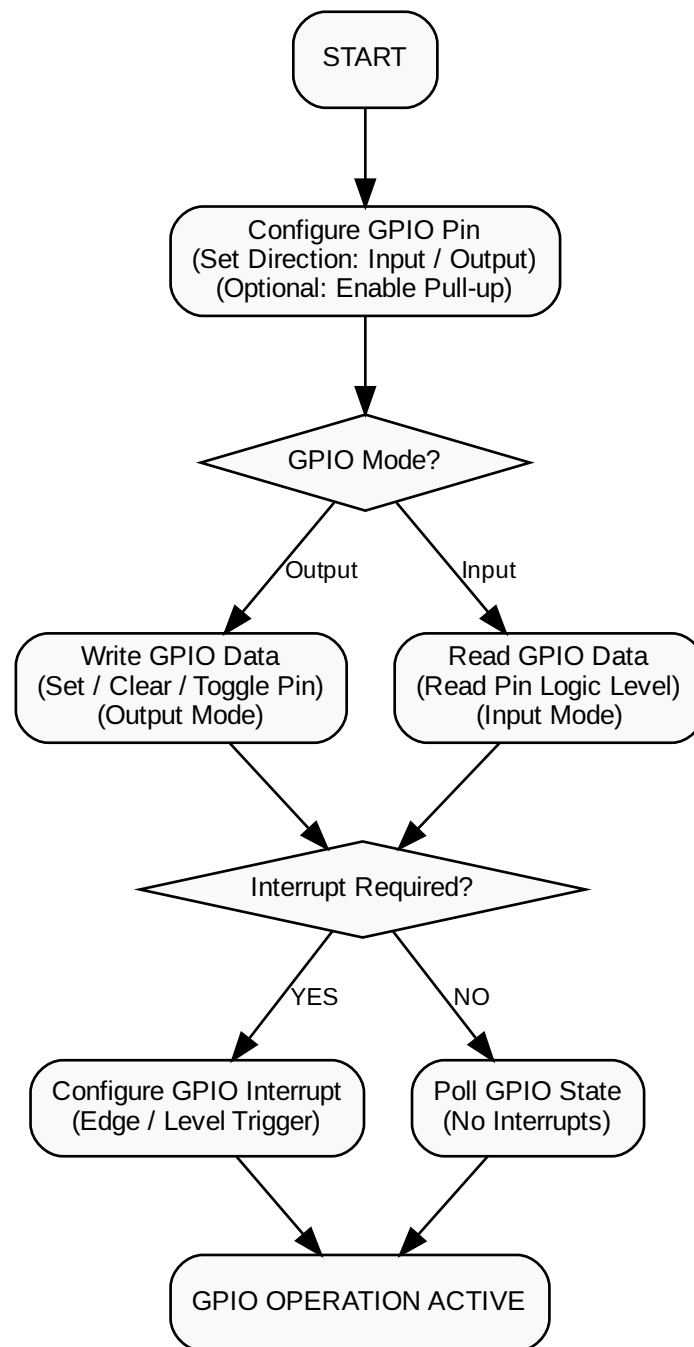 START
Configure GPIO Pin
(Set Direction: Input / Output)
(Optional: Enable Pull-up)
GPIO Mode?
Output
Input
Write GPIO Data
(Set / Clear / Toggle Pin)
(Output Mode)
Read GPIO Data
(Read Pin Logic Level)
(Input Mode)
Interrupt Required?
YES
NO
Configure GPIO Interrupt
(Edge / Level Trigger)
Poll GPIO State
(No Interrupts)
GPIO OPERATION ACTIVE